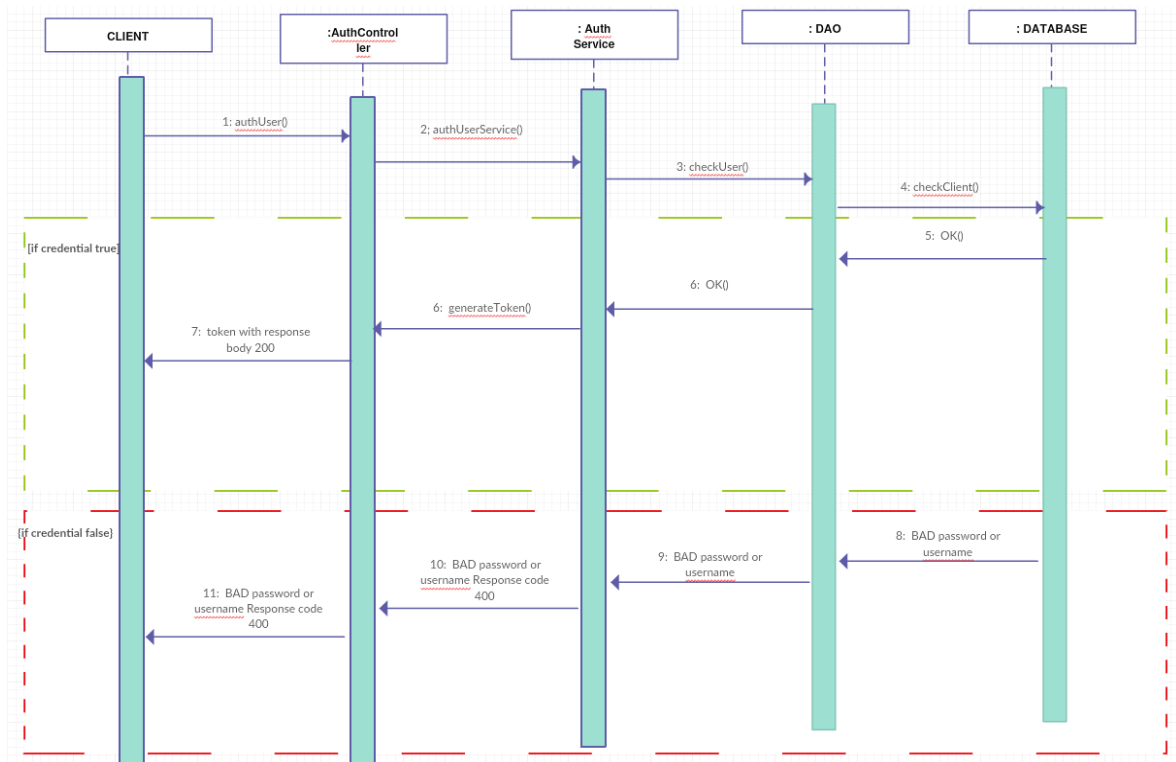 CLIENT
:AuthControl
ler
: Auth
Service
: DAO
: DATABASE
1: authUser()
2; authUserService()
3: checkUser()
4: checkClient()
[if credential true]
5:  OK()
6:  OK()
6:  generateToken()
7:  token with response
body 200
{if credential false}
8:  BAD password or
username
9:  BAD password or
username
10:  BAD password or
username Response code
400
11:  BAD password or
username Response code
400